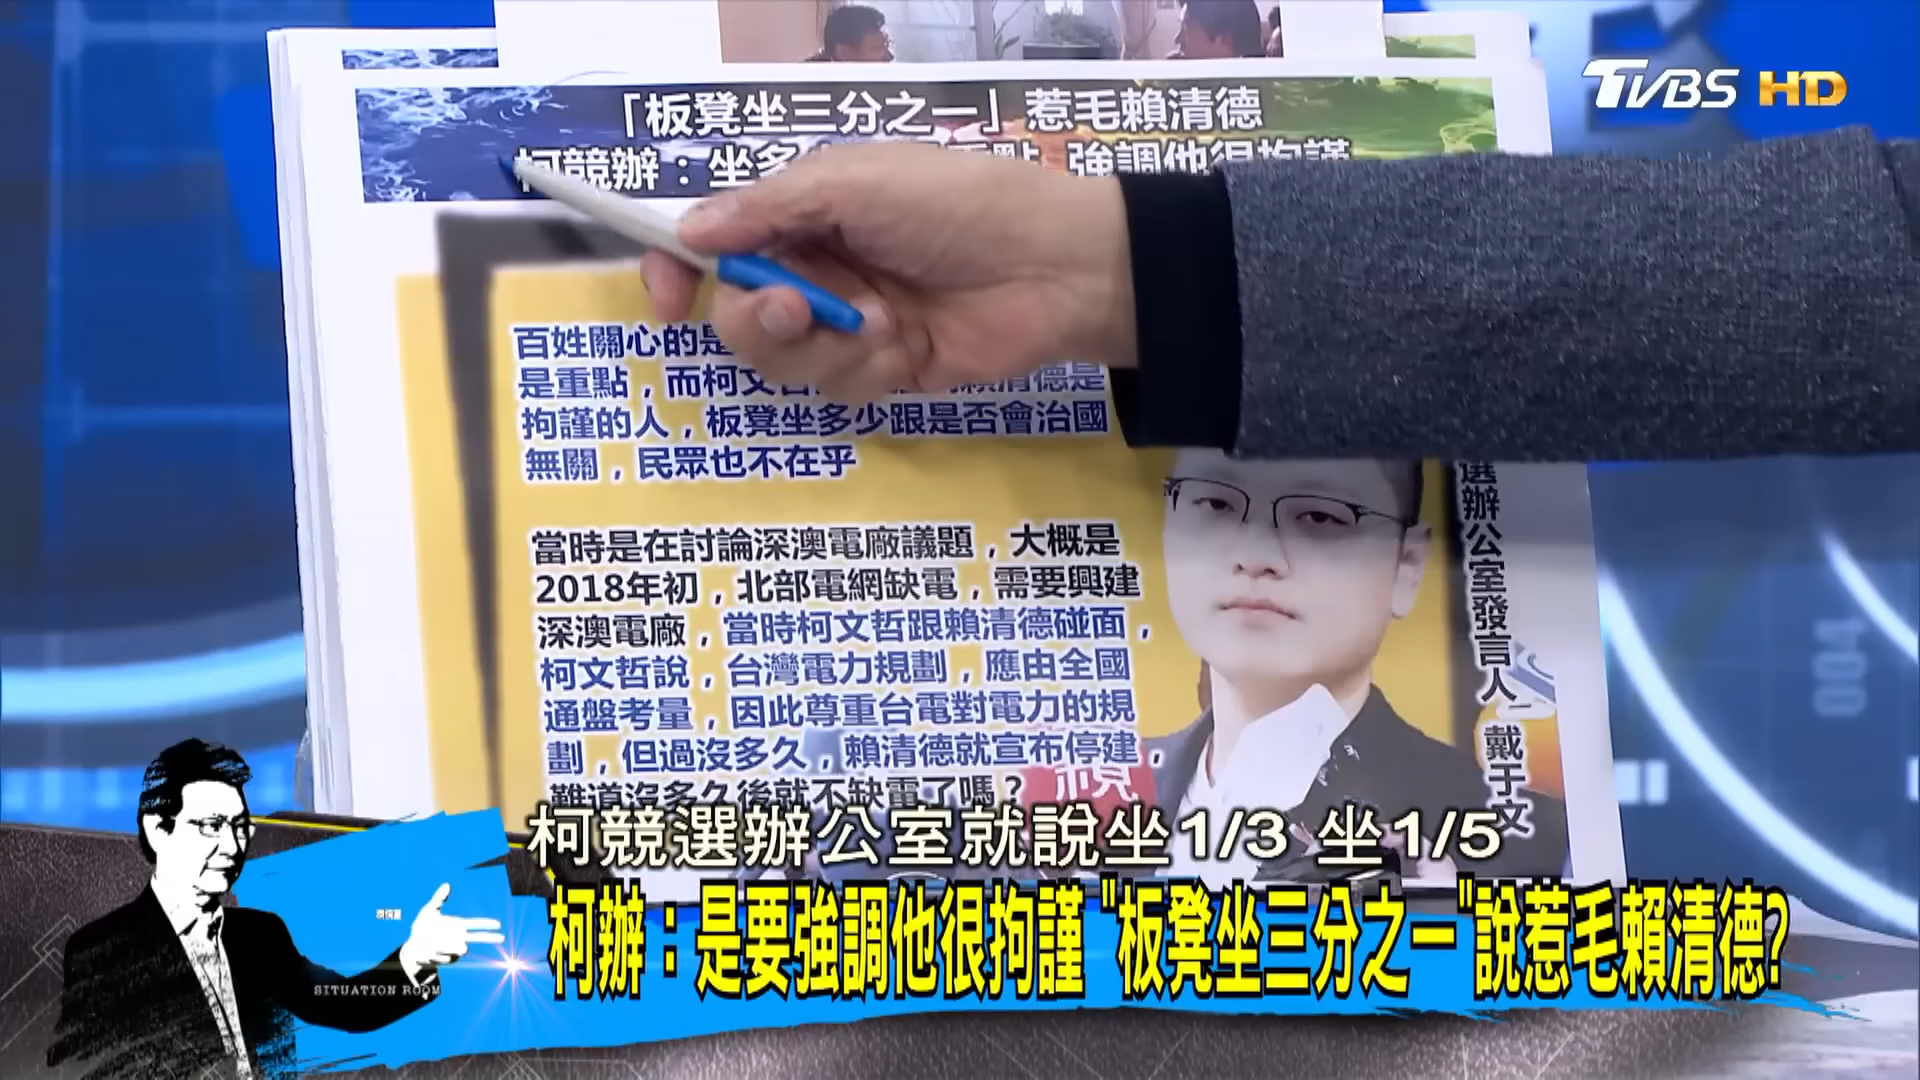 TVBS HD
「板凳坐三分之一」惹毛賴清德
柯競辦：坐多
強調他很拘謹
百姓關心的是
是重點，而柯文
賴清德是
拘謹的人，板凳坐多少跟是否會治國
無關，民眾也不在乎
當時是在討論深澳電廠議題，大概是
2018年初，北部電網缺電，需要興建
深澳電廠，當時柯文哲跟賴清德碰面，
柯文哲說，台灣電力規劃，應由全國
通盤考量，因此尊重台電對電力的規
劃，但過沒多久，賴清德就宣布停建，
難道沒多久後就不缺電了嗎？
選辦公室發言人 戴于文
視
004
柯競選辦公室就說坐1/3 坐1/5
柯辦：是要強調他很拘謹 "板凳坐三分之一"說惹毛賴清德?
SITUATION ROOM